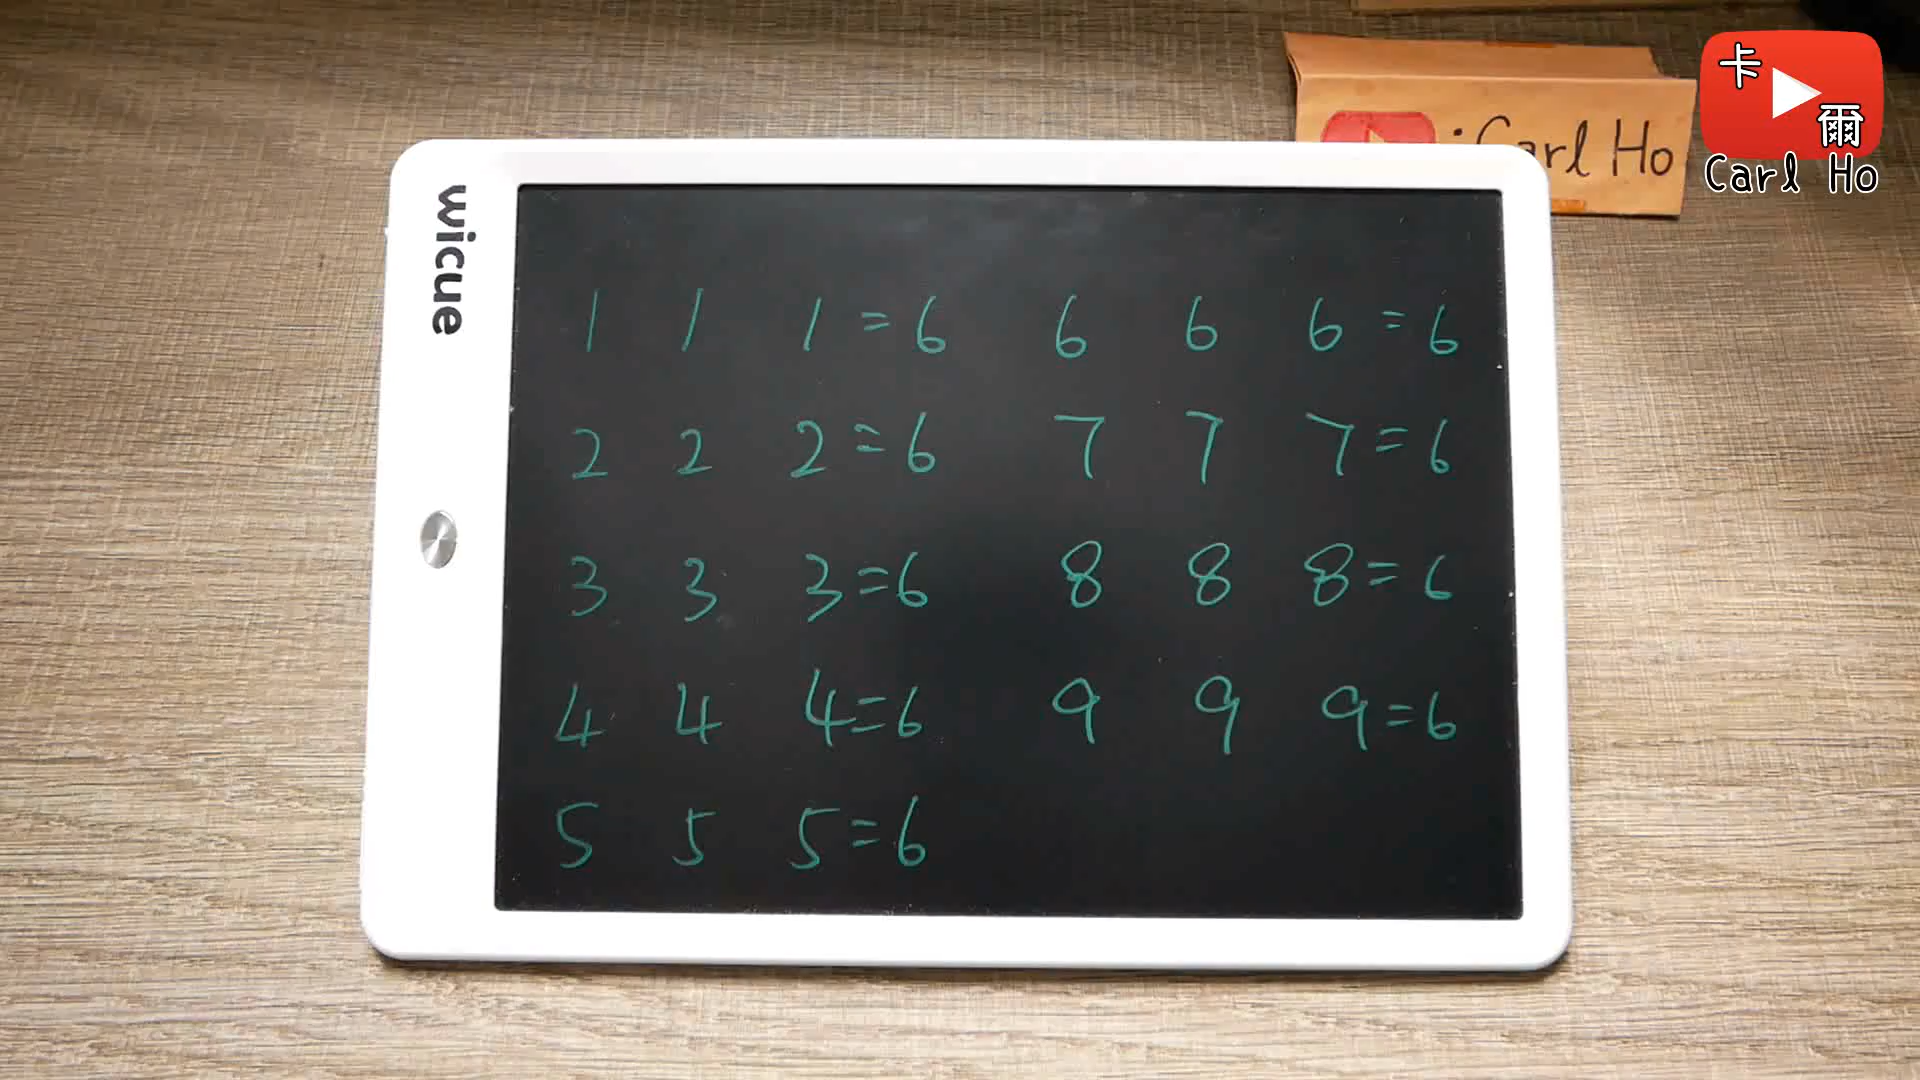 卡
爾
Carl Ho
: Carl Ho
wicue
1 1 1 = 6 6 6 6 = 6
2 2 2 = 6 7 7 7 = 6
3 3 3 = 6 8 8 8 = 6
4 4 4 = 6 9 9 9 = 6
5 5 5 = 6